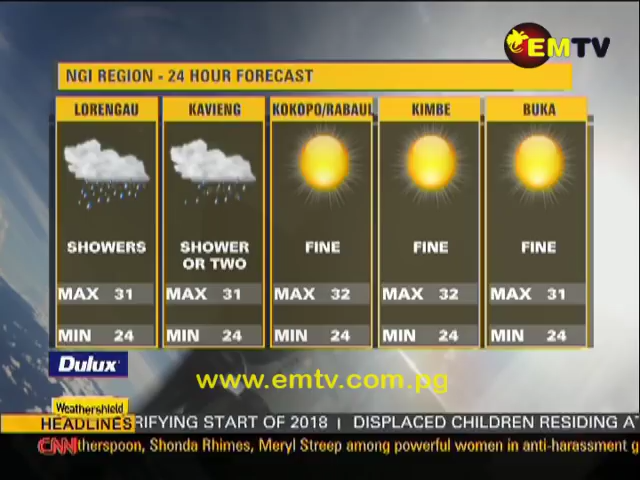 EMTV
NGI REGION - 24 HOUR FORECAST
LORENGAU KAVIENG KOKOPO/RABAUL KIMBE BUKA
SHOWERS SHOWER OR TWO FINE FINE FINE
MAX 31 MAX 31 MAX 32 MAX 32 MAX 31
MIN 24 MIN 24 MIN 24 MIN 24 MIN 24
Dulux
www.emtv.com.pg
Weathershield
HEADLINES RIFYING START OF 2018 | DISPLACED CHILDREN RESIDING AT
CNN therspoon, Shonda Rhimes, Meryl Streep among powerful women in anti-harassment g